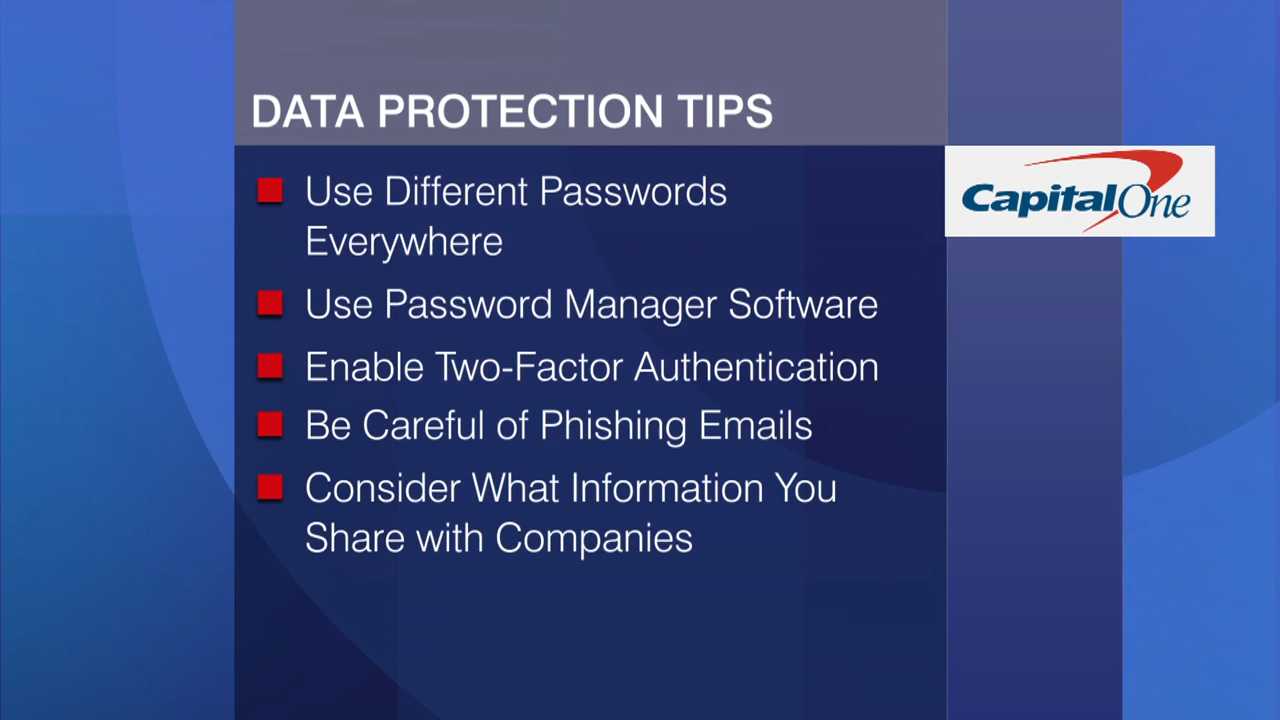 DATA PROTECTION TIPS
Use Different Passwords
Everywhere
Use Password Manager Software
Enable Two-Factor Authentication
Be Careful of Phishing Emails
Consider What Information You
Share with Companies
Capital One